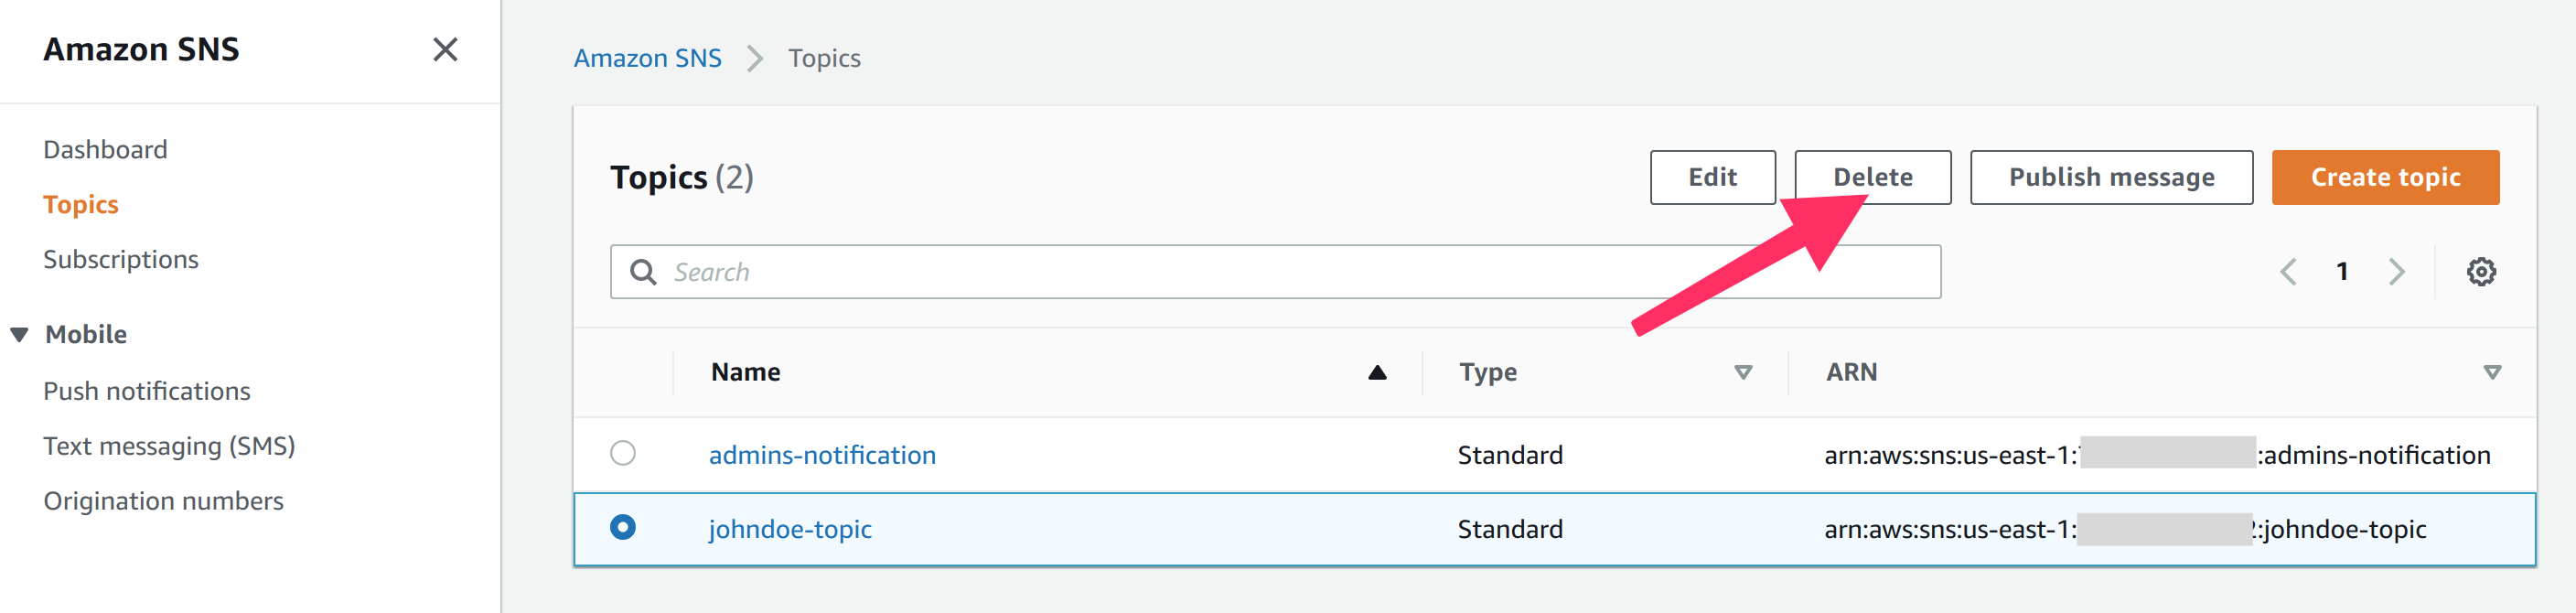 Amazon SNS
Dashboard
Topics
Subscriptions
Mobile
Push notifications
Text messaging (SMS)
Origination numbers
Amazon SNS > Topics
Topics (2)
Edit Delete Publish message Create topic
Search
1
Name Type ARN
admins-notification Standard arn:aws:sns:us-east-1: :admins-notification
johndoe-topic Standard arn:aws:sns:us-east-1: :johndoe-topic